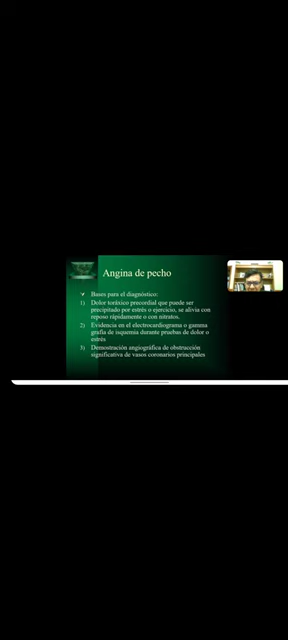 Angina de pecho
Bases para el diagnóstico:
1) Dolor toráxico precordial que puede ser
precipitado por estrés o ejercicio, se alivia con
reposo rápidamente o con nitratos.
2) Evidencia en el electrocardiograma o gamma
grafía de isquemia durante pruebas de dolor o
estrés
3) Demostración angiográfica de obstrucción
significativa de vasos coronarios principales